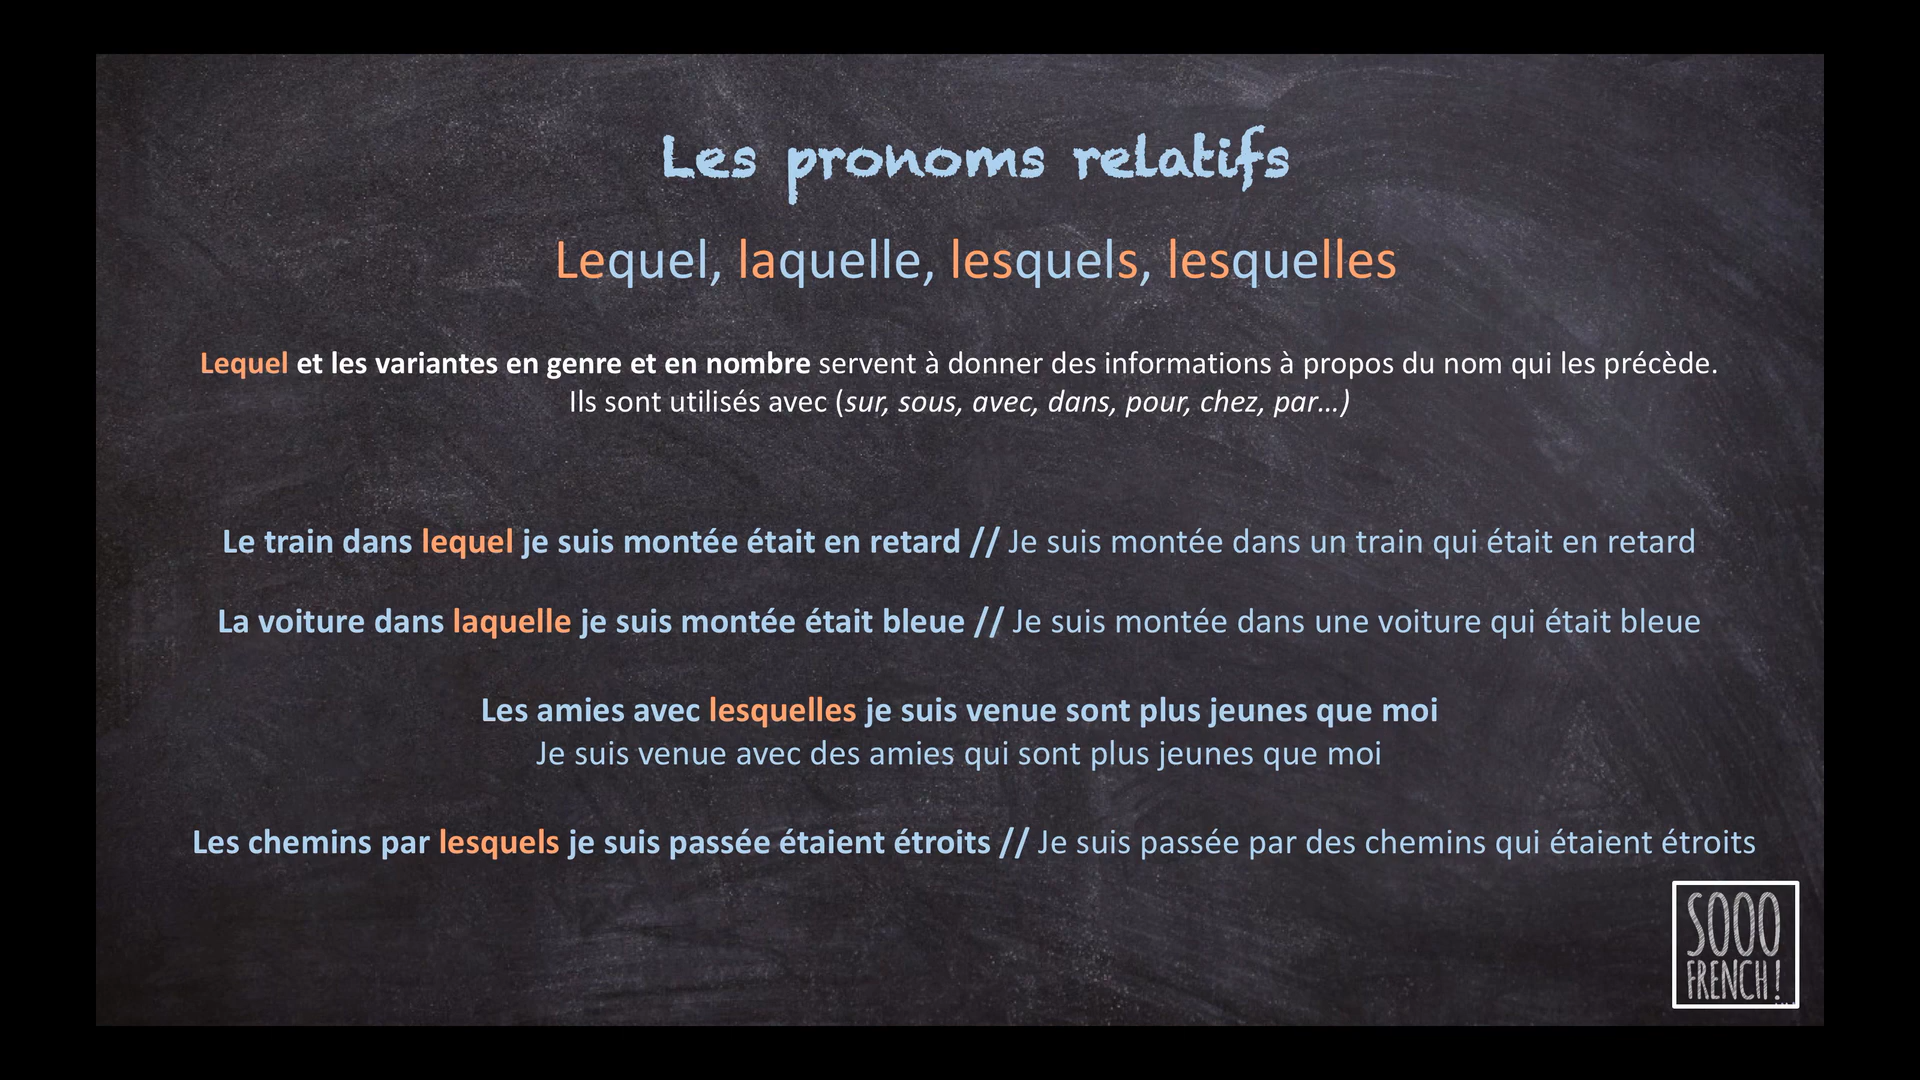 Les pronoms relatifs
Lequel, laquelle, lesquels, lesquelles
Lequel et les variantes en genre et en nombre servent à donner des informations à propos du nom qui les précède.
Ils sont utilisés avec (sur, sous, avec, dans, pour, chez, par...)
Le train dans lequel je suis montée était en retard // Je suis montée dans un train qui était en retard
La voiture dans laquelle je suis montée était bleue // Je suis montée dans une voiture qui était bleue
Les amies avec lesquelles je suis venue sont plus jeunes que moi
Je suis venue avec des amies qui sont plus jeunes que moi
Les chemins par lesquels je suis passée étaient étroits // Je suis passée par des chemins qui étaient étroits
SOOO
FRENCH!